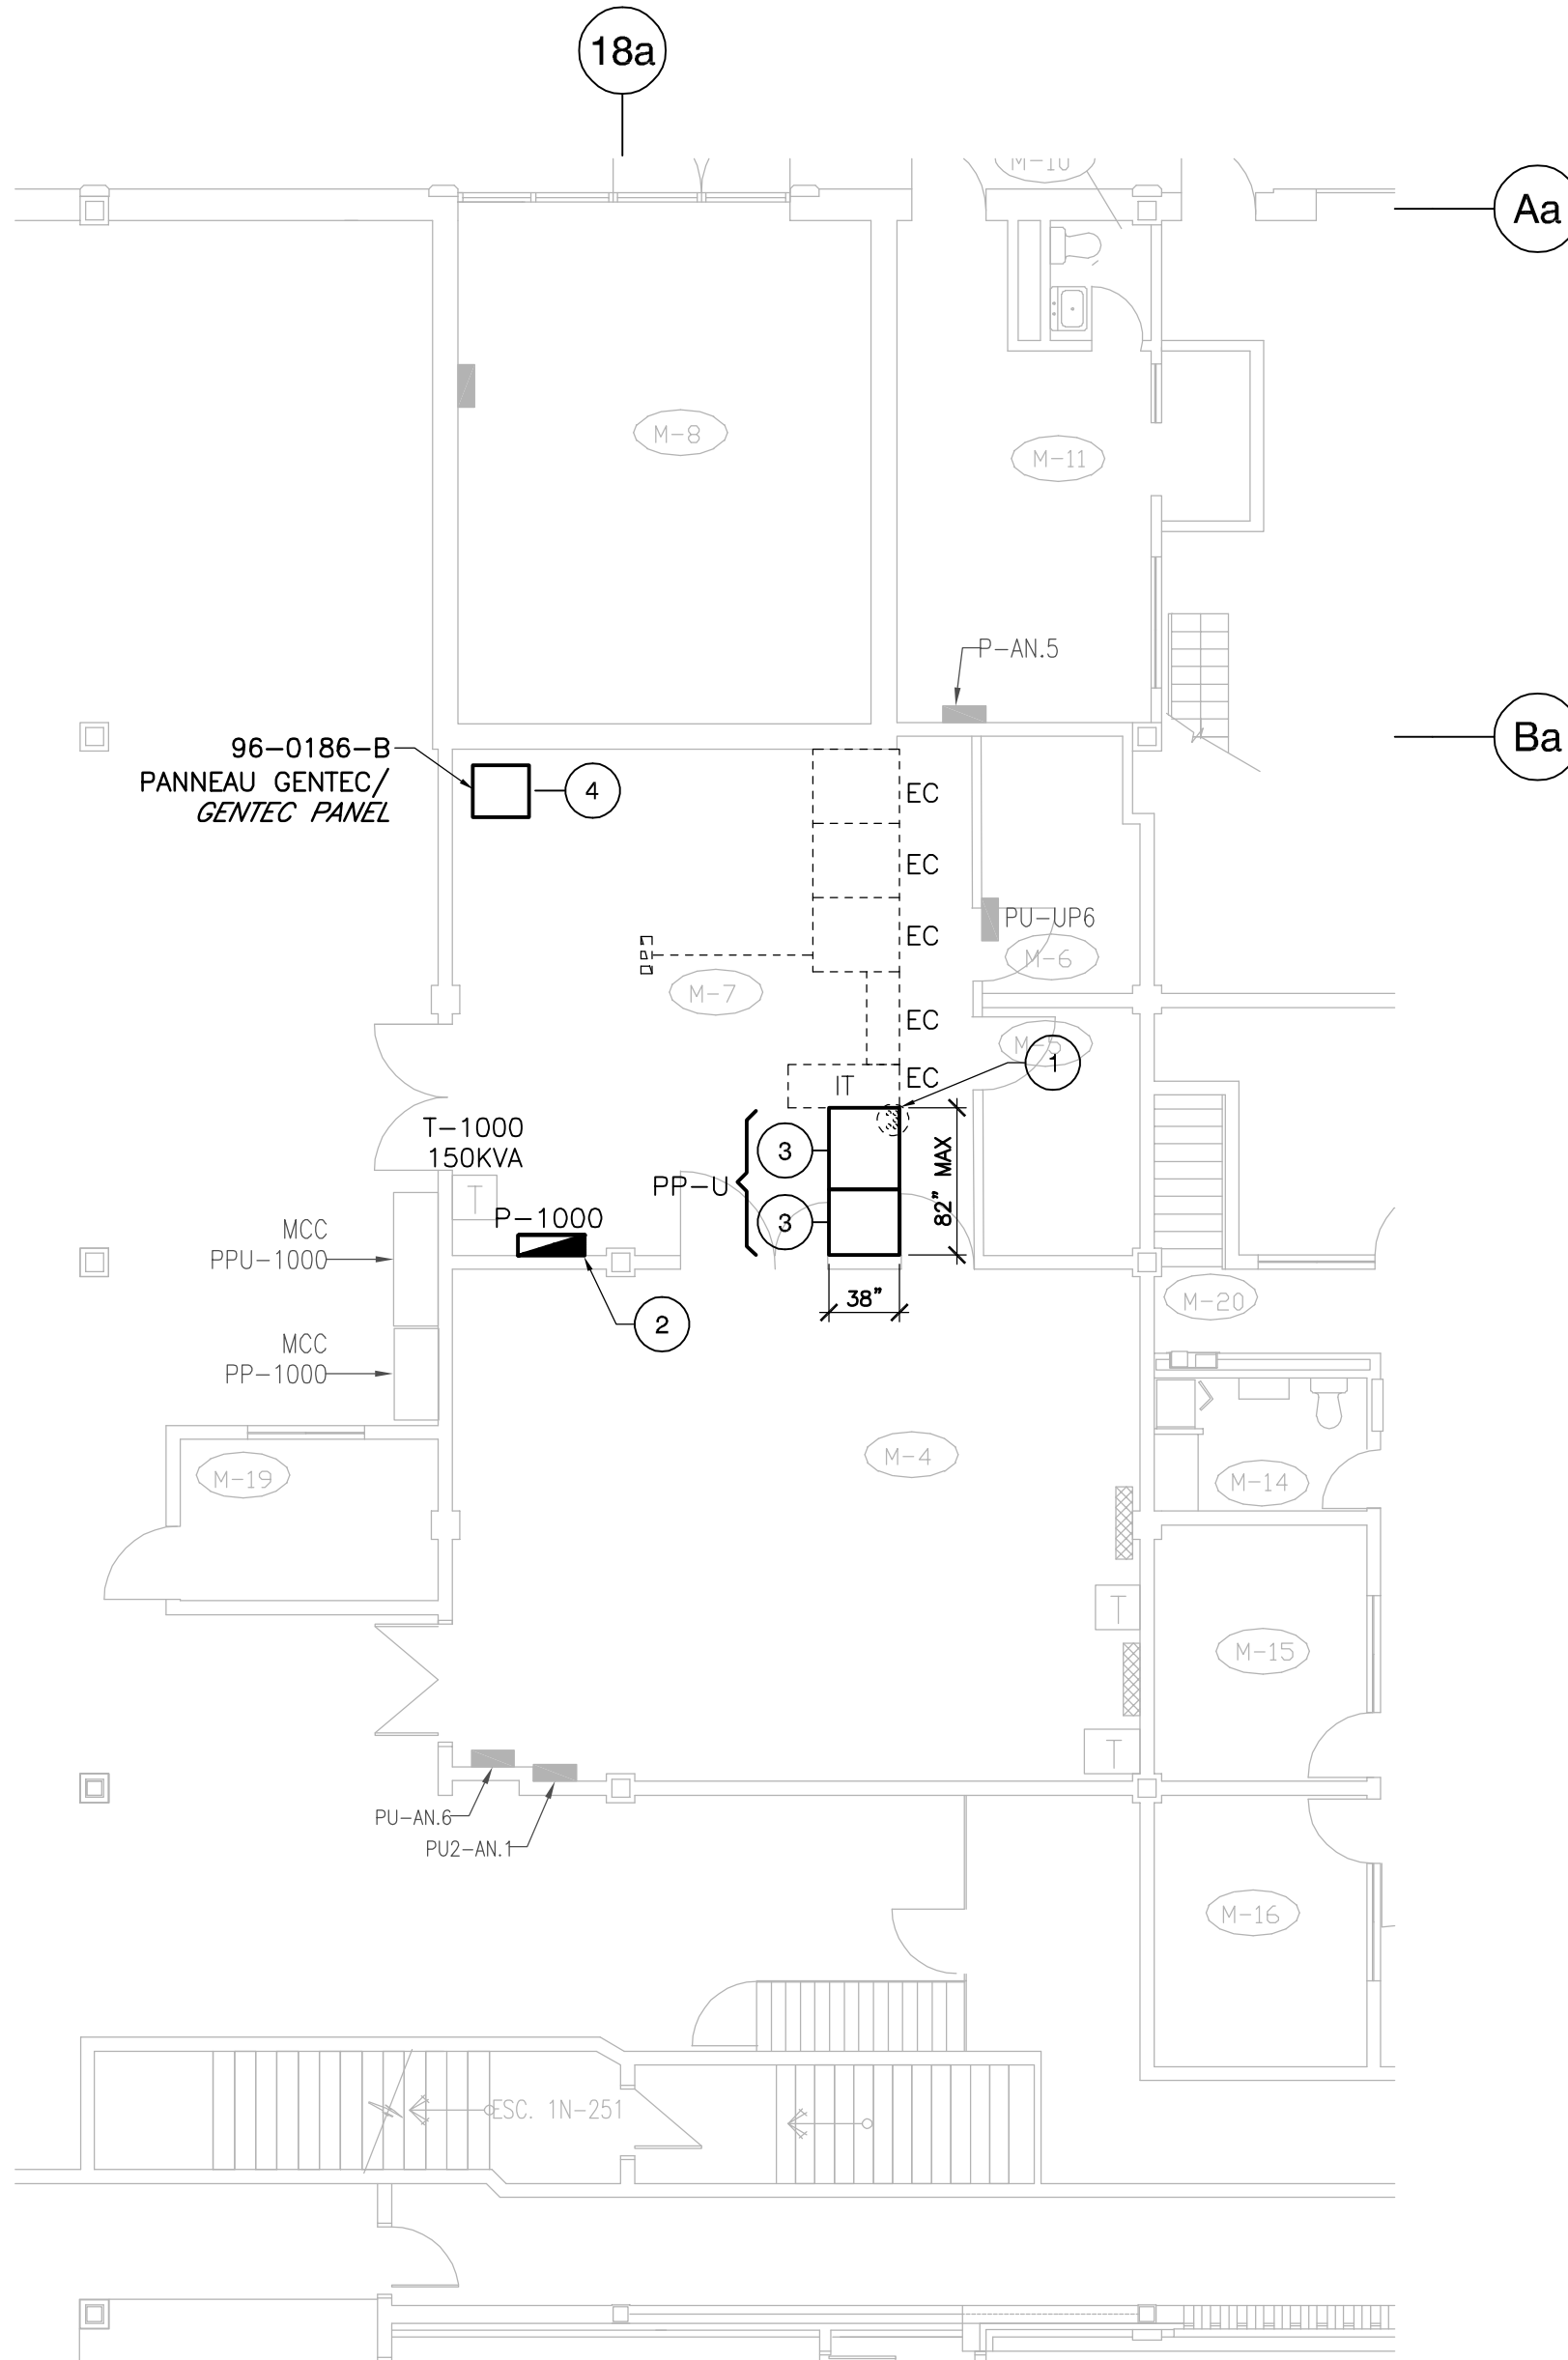 18a
M-10
Aa
M-8
M-11
P-AN.5
96-0186-B
PANNEAU GENTEC/
GENTEC PANEL
4
Ba
EC
EC
PU-UP6
EC
M-6
M-7
EC
M-5
1
IT
EC
T-1000
150KVA
T
3
PP-U
3
82" MAX
P-1000
MCC
PPU-1000
38"
2
M-20
MCC
PP-1000
M-4
M-19
M-14
T
M-15
T
PU-AN.6
PU2-AN.1
M-16
ESC. 1N-251